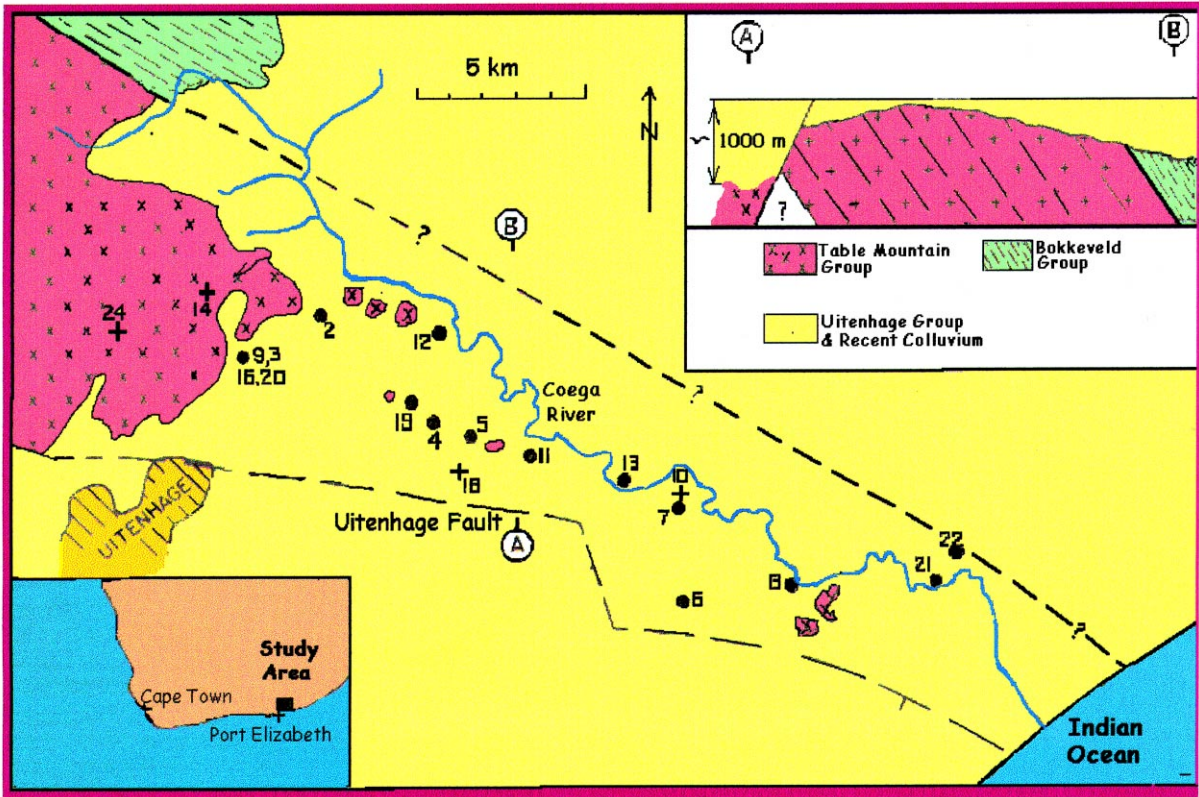 5 km
N
A
B
1000 m
?
Table Mountain
Group
Bokkeveld
Group
Uitenhage Group
& Recent Colluvium
?
B
14
24
2
12
9,3
16,20
Coega
River
?
19
4
5
11
18
13
10
7
Uitenhage Fault
A
UITENHAGE
22
21
8
6
?
Study
Area
Cape Town
Port Elizabeth
Indian
Ocean